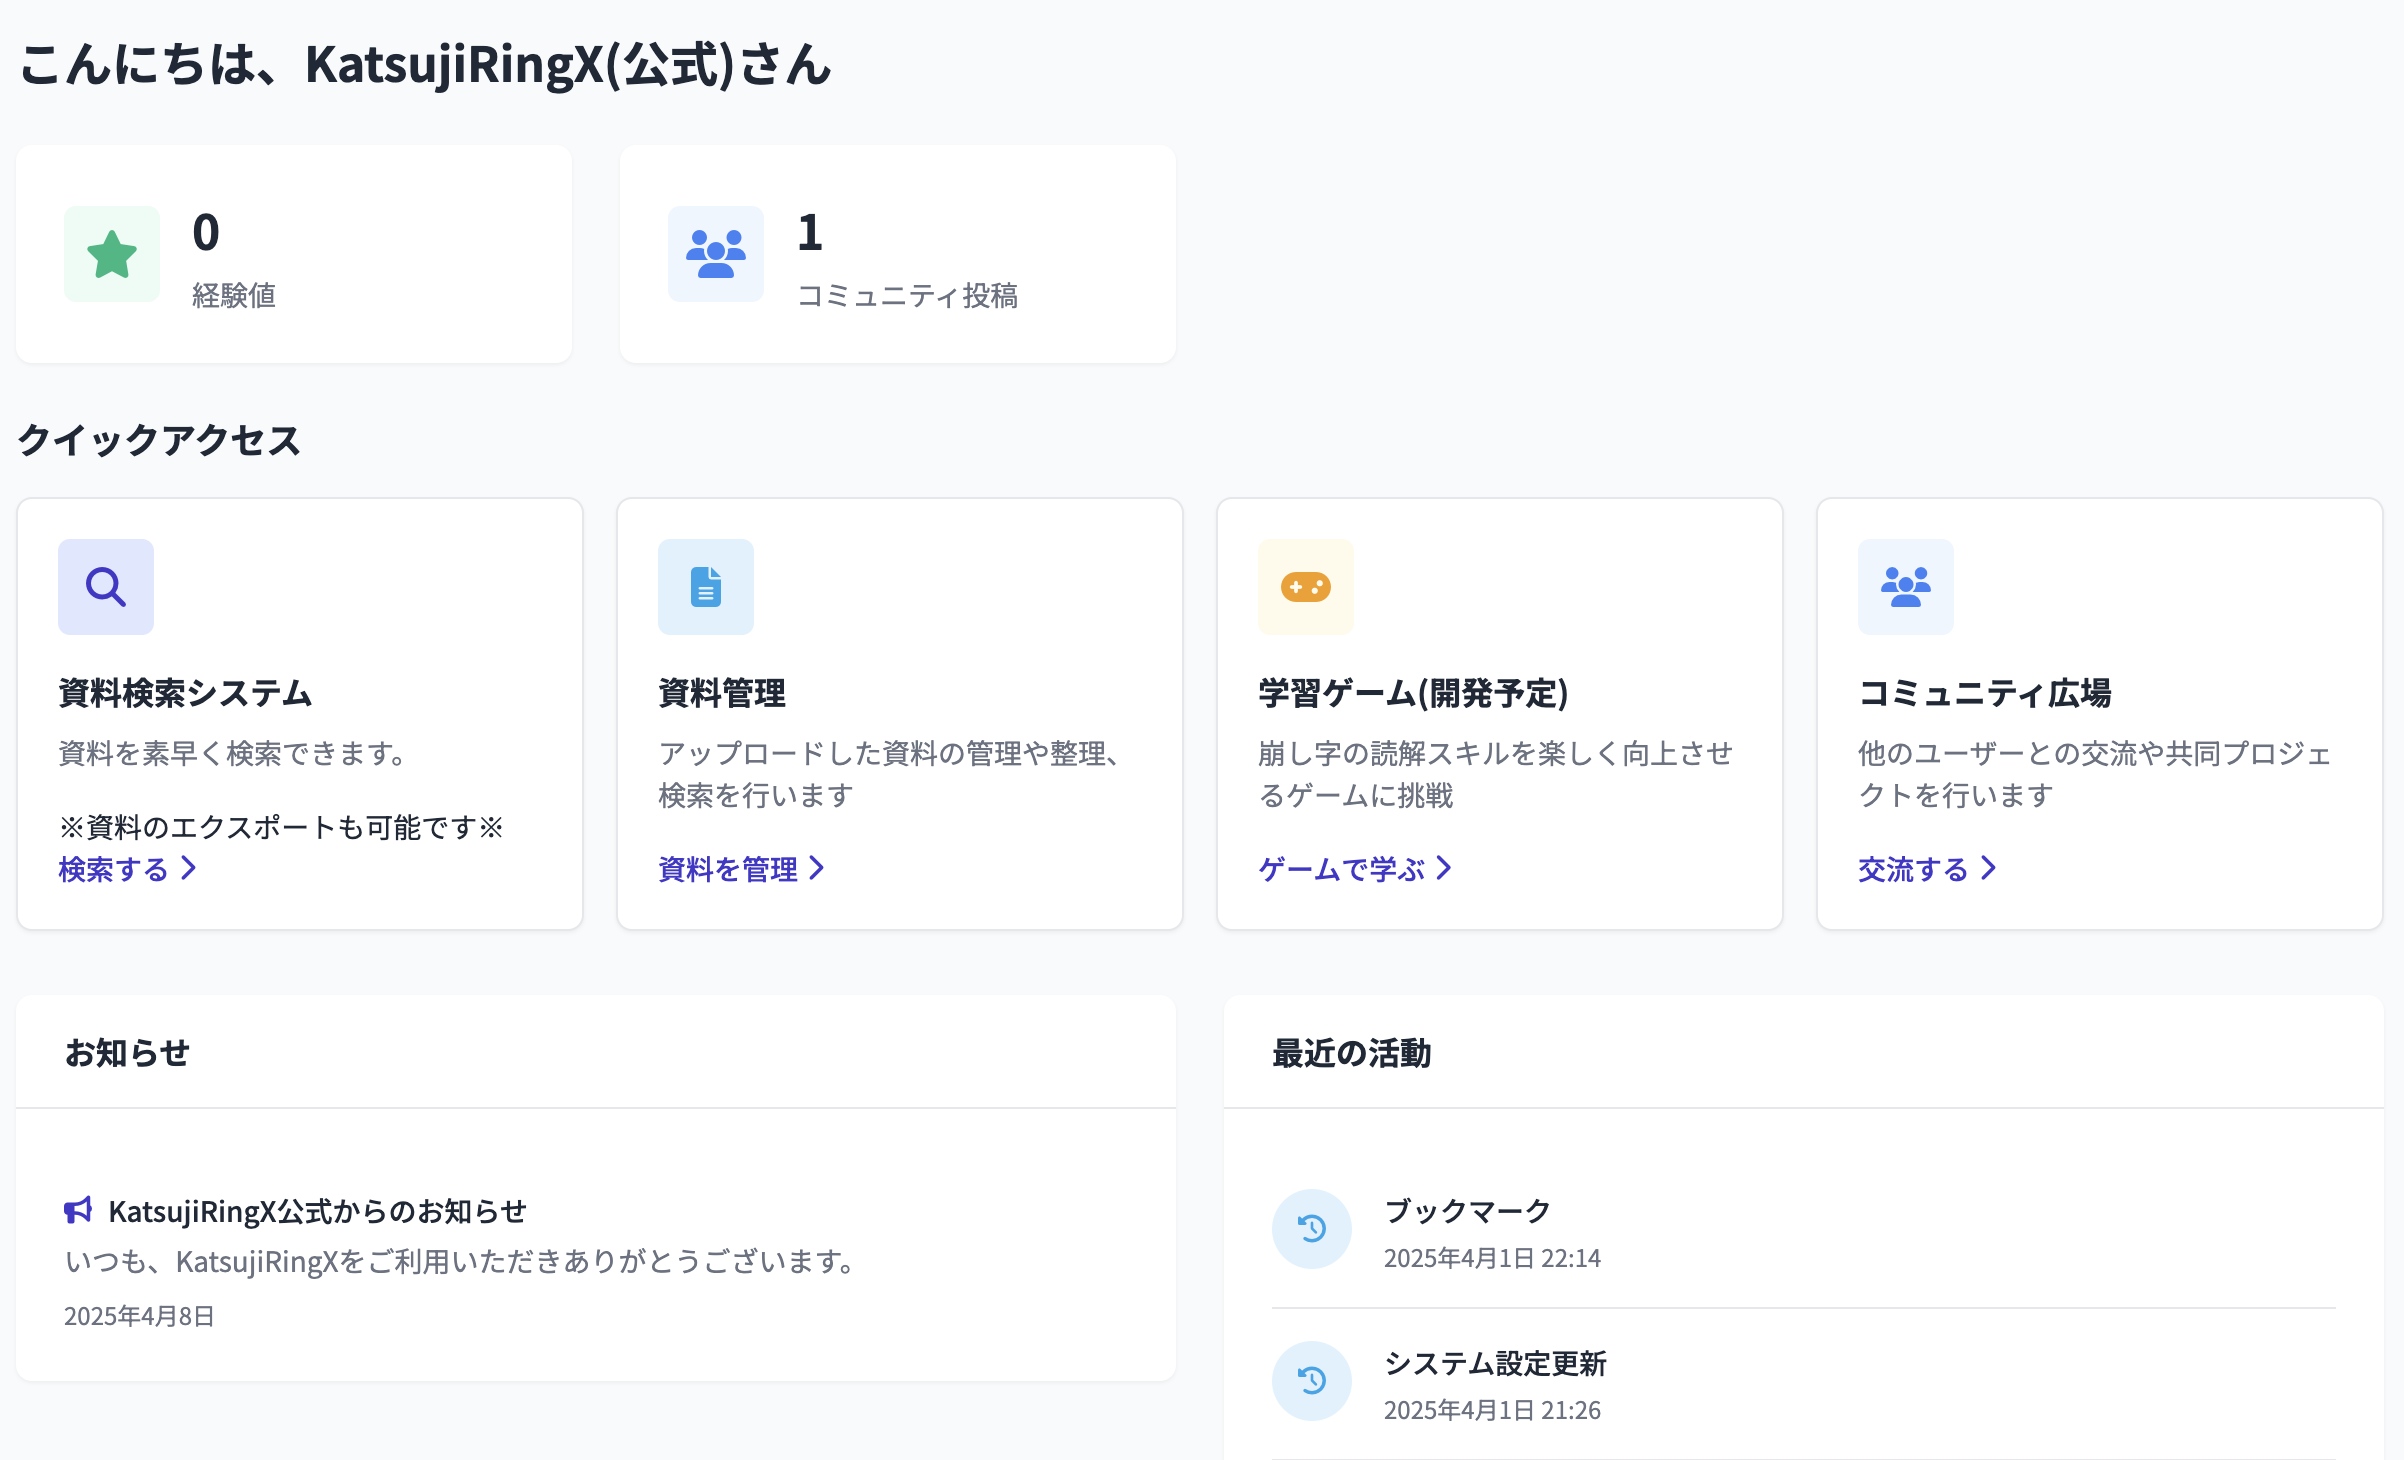 こんにちは、KatsujiRingX(公式)さん
0
経験値
1
コミュニティ投稿
クイックアクセス
資料検索システム
資料を素早く検索できます。
※資料のエクスポートも可能です※
検索する
資料管理
アップロードした資料の管理や整理、
検索を行います
資料を管理
学習ゲーム(開発予定)
崩し字の読解スキルを楽しく向上させ
るゲームに挑戦
ゲームで学ぶ
コミュニティ広場
他のユーザーとの交流や共同プロジェ
クトを行います
交流する
お知らせ
KatsujiRingX公式からのお知らせ
いつも、KatsujiRingXをご利用いただきありがとうございます。
2025年4月8日
最近の活動
ブックマーク
2025年4月1日 22:14
システム設定更新
2025年4月1日 21:26